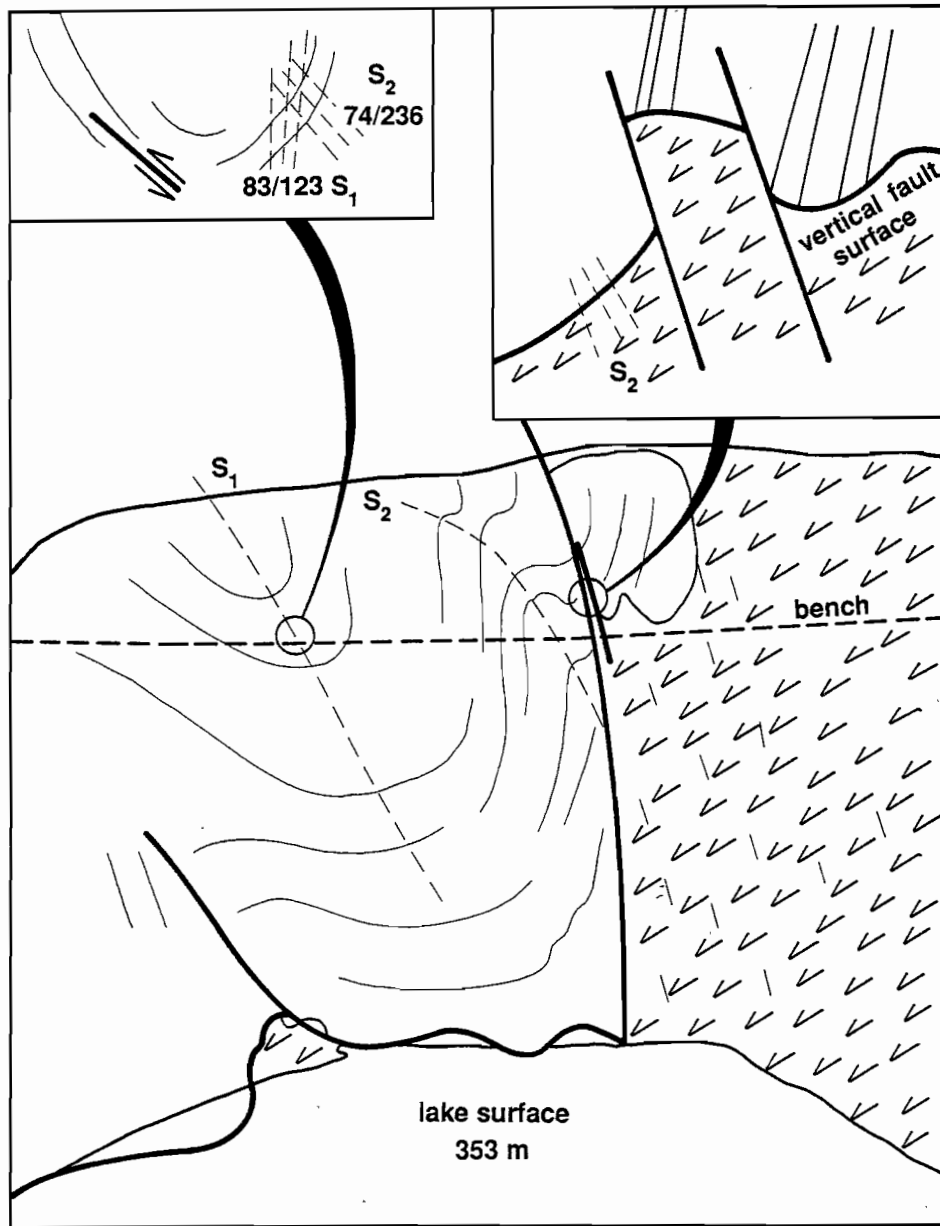 S2
74/236
83/123 S1
vertical fault
surface
S2
S1
S2
bench
lake surface
353 m